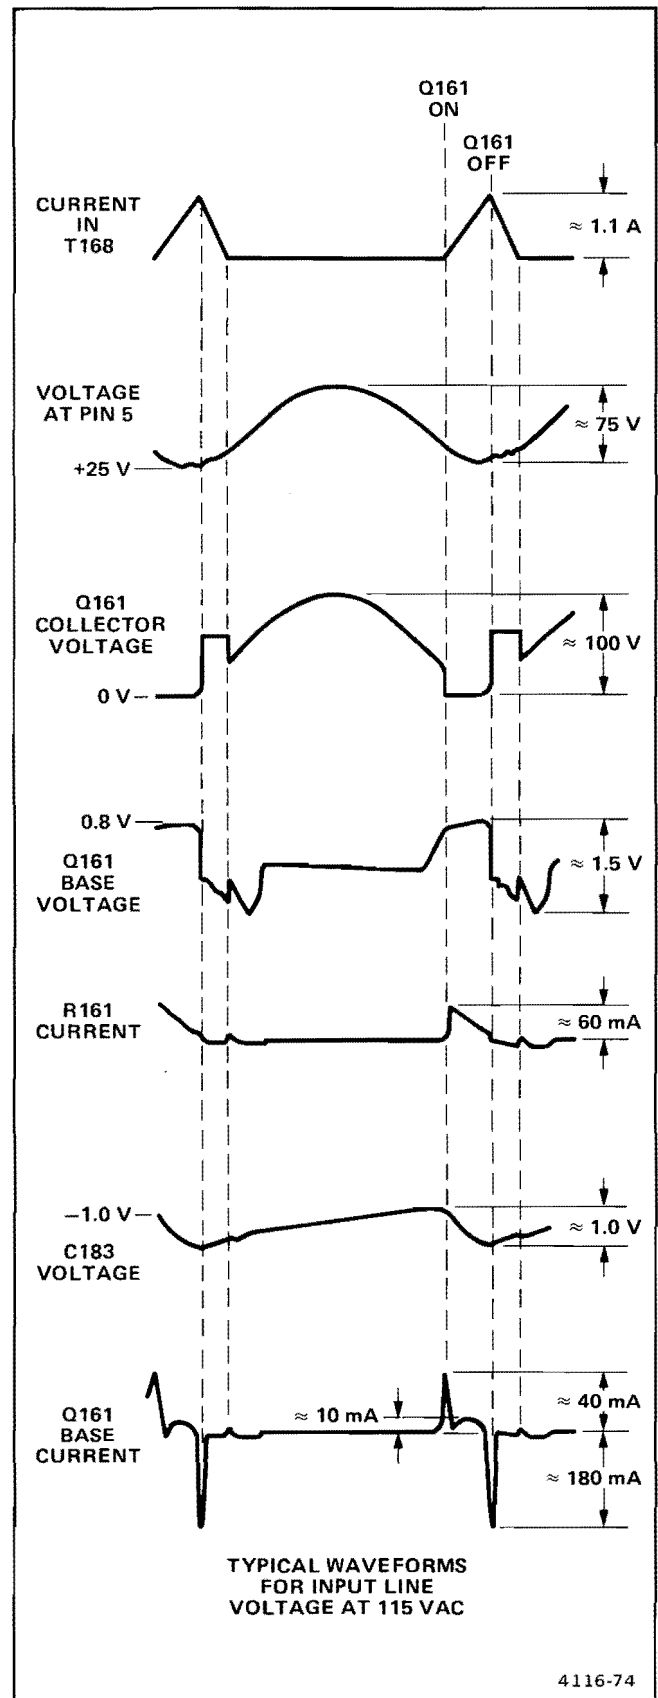 Q161
ON
Q161
OFF
CURRENT
IN
T168
≈ 1.1 A
VOLTAGE
AT PIN 5
+25 V
≈ 75 V
Q161
COLLECTOR
VOLTAGE
0 V
≈ 100 V
0.8 V
Q161
BASE
VOLTAGE
≈ 1.5 V
R161
CURRENT
≈ 60 mA
−1.0 V
C183
VOLTAGE
≈ 1.0 V
Q161
BASE
CURRENT
≈ 10 mA
≈ 40 mA
≈ 180 mA
TYPICAL WAVEFORMS
FOR INPUT LINE
VOLTAGE AT 115 VAC
4116-74